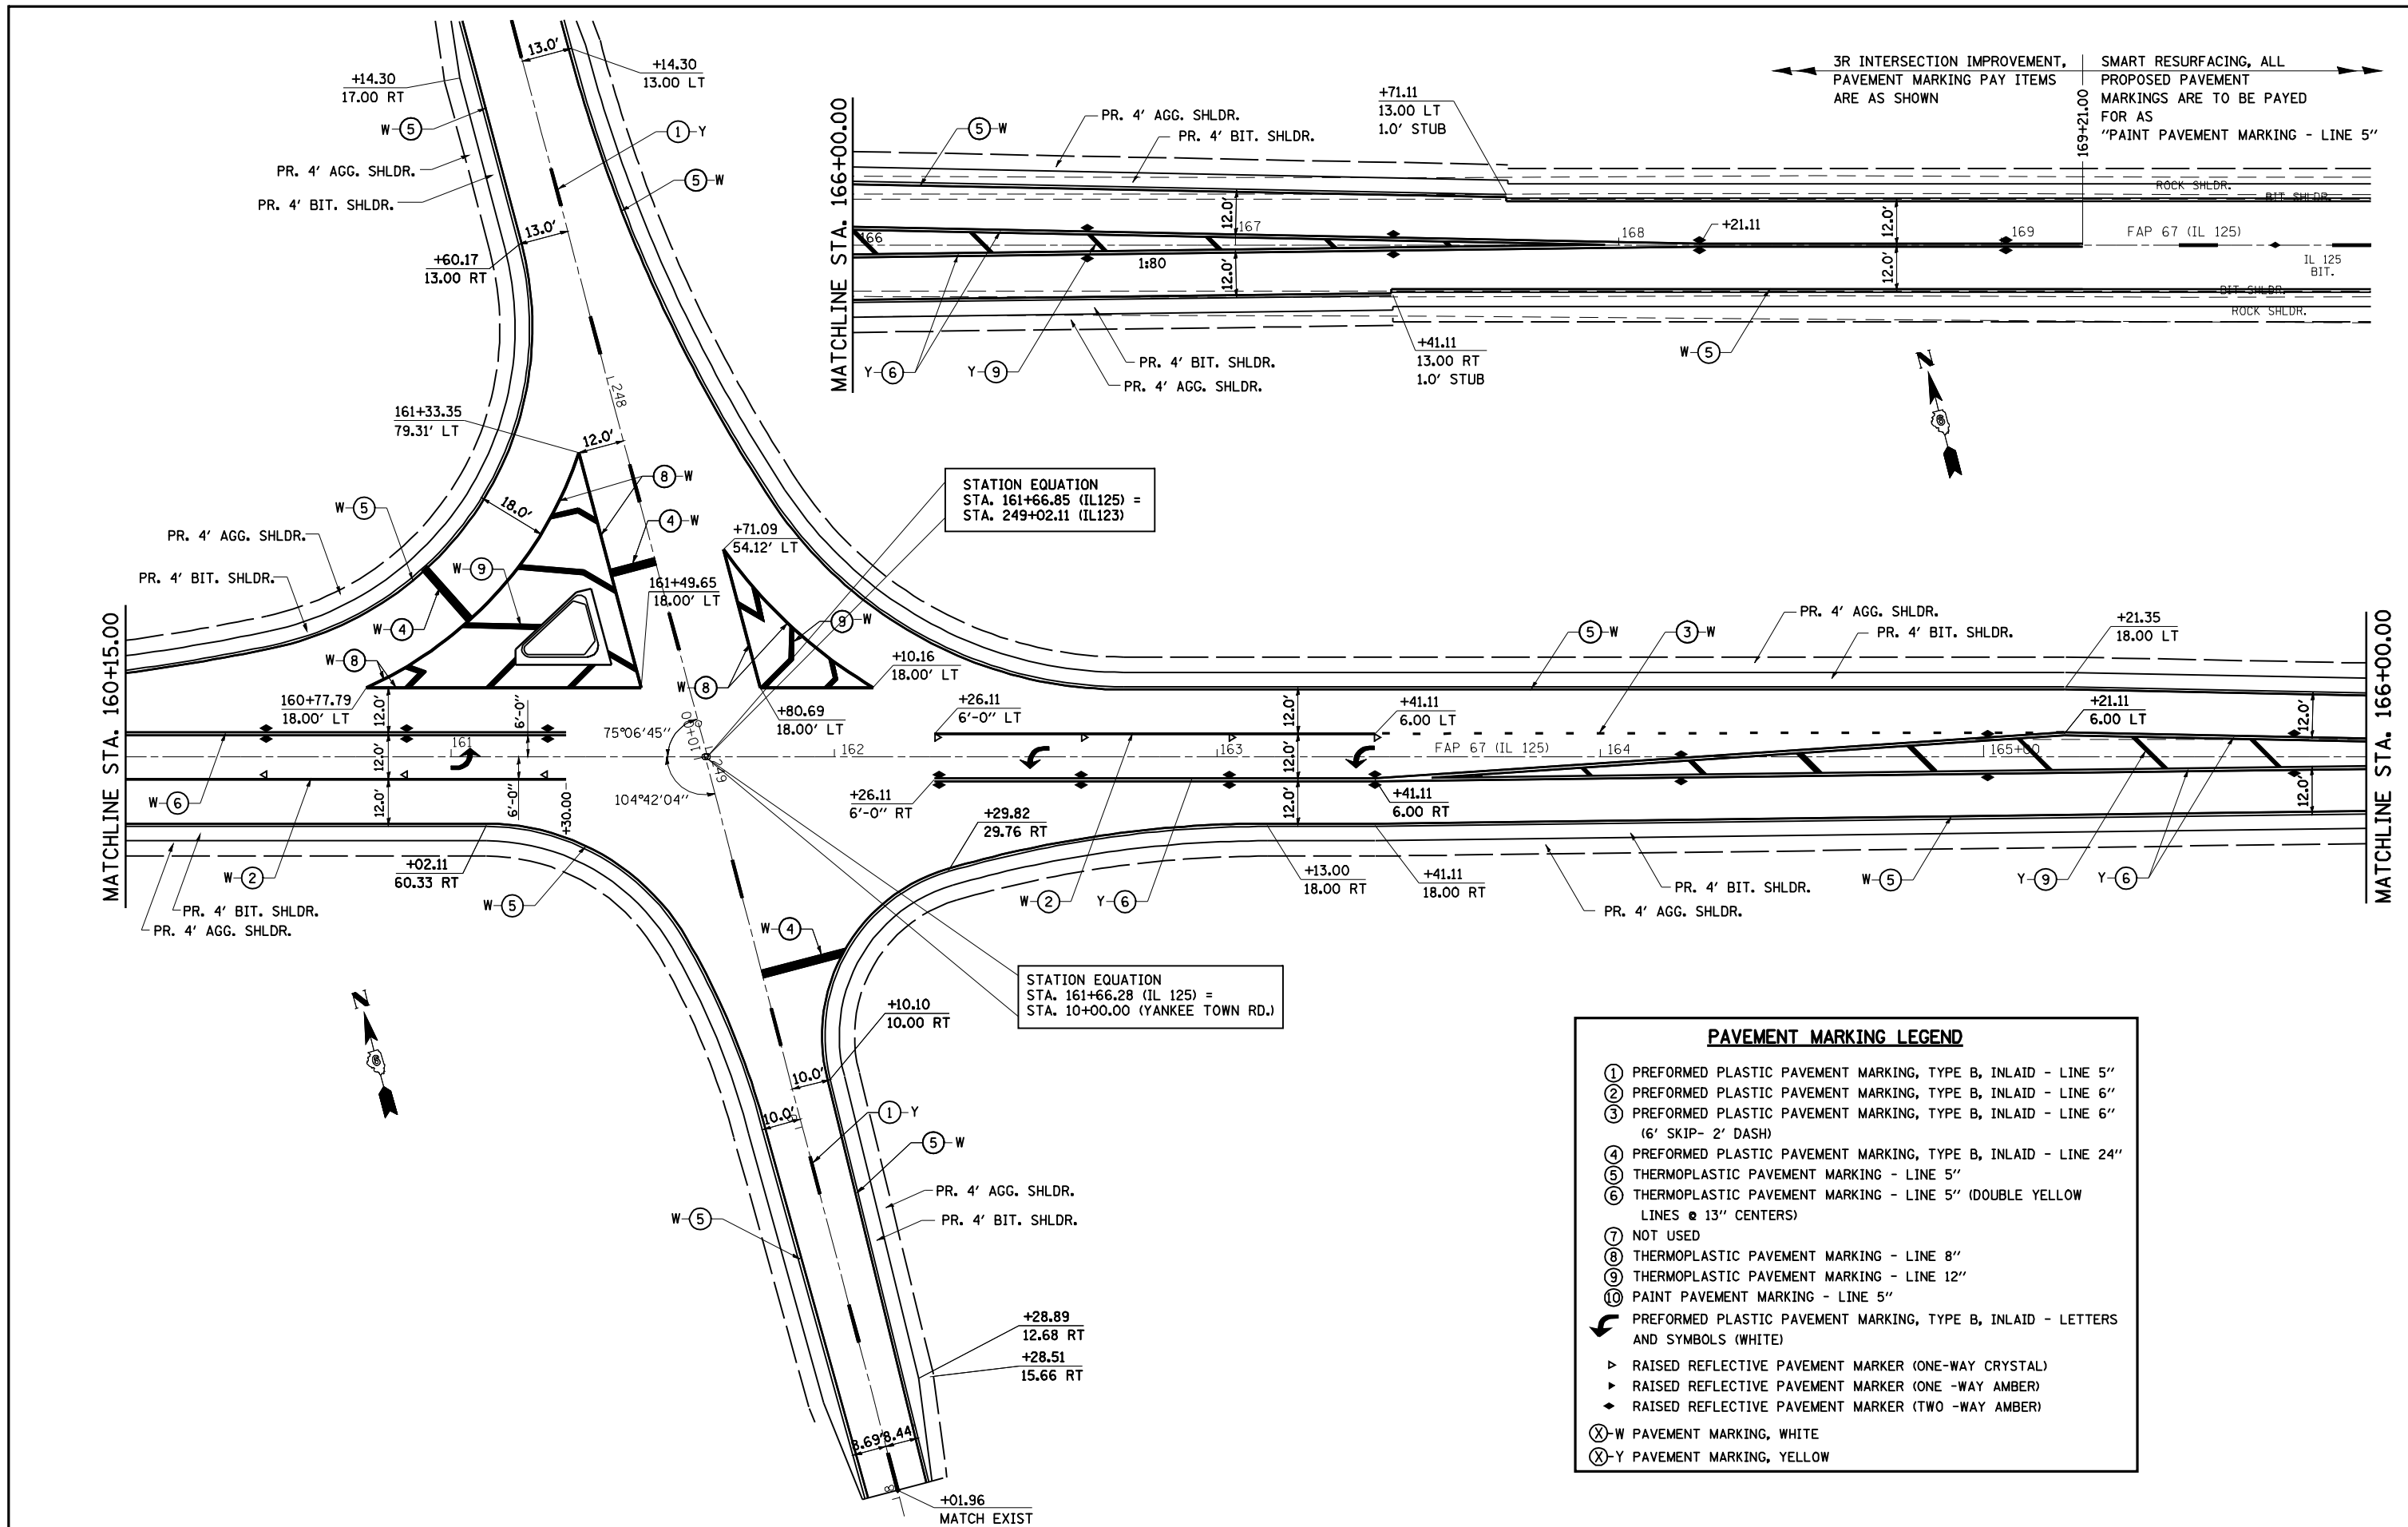 13.0'
+14.30
13.00 LT
+14.30
17.00 RT
W-5
1-Y
5-W
PR. 4' AGG. SHLDR.
PR. 4' BIT. SHLDR.
13.0'
+60.17
13.00 RT
MATCHLINE STA. 166+00.00
5-W
PR. 4' AGG. SHLDR.
PR. 4' BIT. SHLDR.
+71.11
13.00 LT
1.0' STUB
3R INTERSECTION IMPROVEMENT,
PAVEMENT MARKING PAY ITEMS
ARE AS SHOWN
169+21.00
SMART RESURFACING, ALL
PROPOSED PAVEMENT
MARKINGS ARE TO BE PAYED
FOR AS
"PAINT PAVEMENT MARKING - LINE 5"
ROCK SHLDR.
BIT SHLDR.
12.0'
12.0'
166
167
168
169
+21.11
FAP 67 (IL 125)
IL 125
BIT.
1:80
12.0'
12.0'
BIT SHLDR.
ROCK SHLDR.
Y-6
Y-9
PR. 4' BIT. SHLDR.
PR. 4' AGG. SHLDR.
+41.11
13.00 RT
1.0' STUB
W-5
N
6
248
161+33.35
79.31' LT
12.0'
8-W
18.0'
W-5
4-W
PR. 4' AGG. SHLDR.
PR. 4' BIT. SHLDR.
W-9
W-4
W-8
STATION EQUATION
STA. 161+66.85 (IL125) =
STA. 249+02.11 (IL123)
+71.09
54.12' LT
161+49.65
18.00' LT
9-W
+10.16
18.00' LT
W-8
+80.69
18.00' LT
MATCHLINE STA. 160+15.00
160+77.79
18.00' LT
12.0'
6'-0"
12.0'
161
6'-0"
12.0'
+30.00
W-6
W-2
+02.11
60.33 RT
W-5
PR. 4' BIT. SHLDR.
PR. 4' AGG. SHLDR.
75°06'45"
104°42'04"
10+00
249
162
163
164
165+00
FAP 67 (IL 125)
+26.11
6'-0" LT
+41.11
6.00 LT
5-W
3-W
PR. 4' AGG. SHLDR.
PR. 4' BIT. SHLDR.
+21.35
18.00 LT
+21.11
6.00 LT
12.0'
12.0'
12.0'
12.0'
12.0'
MATCHLINE STA. 166+00.00
+26.11
6'-0" RT
+41.11
6.00 RT
+29.82
29.76 RT
W-2
Y-6
+13.00
18.00 RT
+41.11
18.00 RT
PR. 4' BIT. SHLDR.
PR. 4' AGG. SHLDR.
W-5
Y-9
Y-6
W-4
STATION EQUATION
STA. 161+66.28 (IL 125) =
STA. 10+00.00 (YANKEE TOWN RD.)
N
6
+10.10
10.00 RT
10.0'
10.0'
1-Y
5-W
PR. 4' AGG. SHLDR.
PR. 4' BIT. SHLDR.
W-5
+28.89
12.68 RT
+28.51
15.66 RT
8.69'
8.44'
8
+01.96
MATCH EXIST
PAVEMENT MARKING LEGEND
1 PREFORMED PLASTIC PAVEMENT MARKING, TYPE B, INLAID - LINE 5"
2 PREFORMED PLASTIC PAVEMENT MARKING, TYPE B, INLAID - LINE 6"
3 PREFORMED PLASTIC PAVEMENT MARKING, TYPE B, INLAID - LINE 6"
(6' SKIP- 2' DASH)
4 PREFORMED PLASTIC PAVEMENT MARKING, TYPE B, INLAID - LINE 24"
5 THERMOPLASTIC PAVEMENT MARKING - LINE 5"
6 THERMOPLASTIC PAVEMENT MARKING - LINE 5" (DOUBLE YELLOW
LINES @ 13" CENTERS)
7 NOT USED
8 THERMOPLASTIC PAVEMENT MARKING - LINE 8"
9 THERMOPLASTIC PAVEMENT MARKING - LINE 12"
10 PAINT PAVEMENT MARKING - LINE 5"
PREFORMED PLASTIC PAVEMENT MARKING, TYPE B, INLAID - LETTERS
AND SYMBOLS (WHITE)
RAISED REFLECTIVE PAVEMENT MARKER (ONE-WAY CRYSTAL)
RAISED REFLECTIVE PAVEMENT MARKER (ONE -WAY AMBER)
RAISED REFLECTIVE PAVEMENT MARKER (TWO -WAY AMBER)
X-W PAVEMENT MARKING, WHITE
X-Y PAVEMENT MARKING, YELLOW